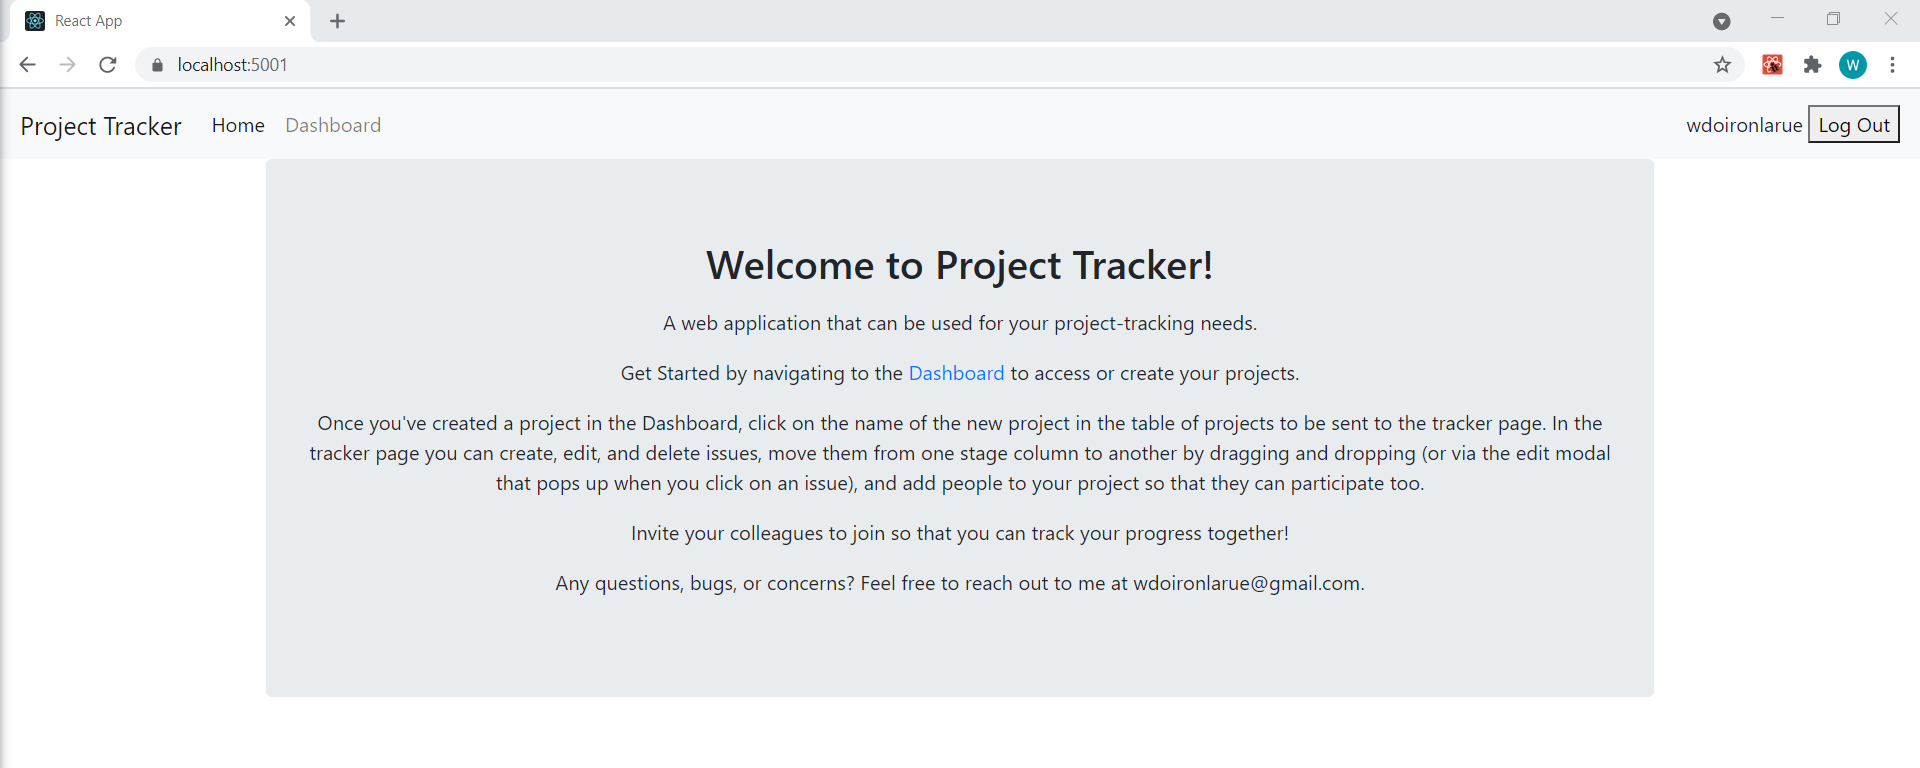 React App
localhost:5001
W
Project Tracker Home Dashboard wdoironlarue Log Out
Welcome to Project Tracker!
A web application that can be used for your project-tracking needs.
Get Started by navigating to the Dashboard to access or create your projects.
Once you've created a project in the Dashboard, click on the name of the new project in the table of projects to be sent to the tracker page. In the
tracker page you can create, edit, and delete issues, move them from one stage column to another by dragging and dropping (or via the edit modal
that pops up when you click on an issue), and add people to your project so that they can participate too.
Invite your colleagues to join so that you can track your progress together!
Any questions, bugs, or concerns? Feel free to reach out to me at wdoironlarue@gmail.com.